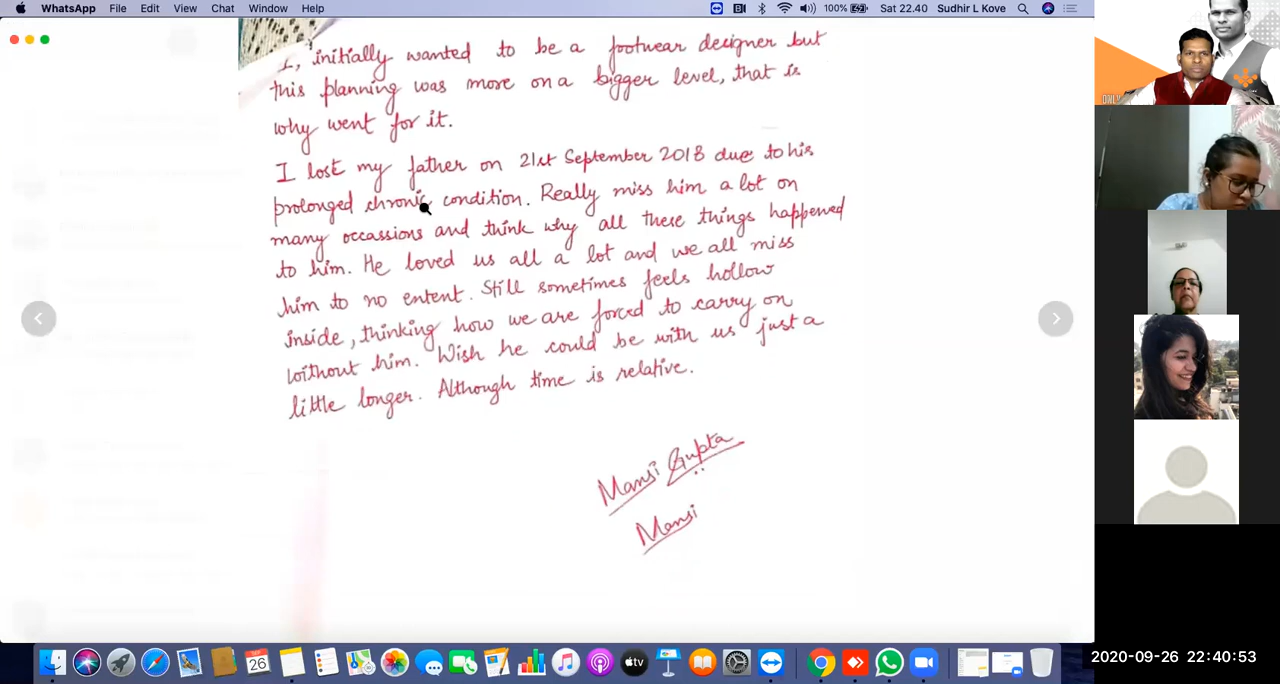 WhatsApp File Edit View Chat Window Help 100% Sat 22.40 Sudhir L Kove
I, initially wanted to be a footwear designer but
this planning was more on a bigger level, that is
why went for it.
I lost my father on 21st September 2018 due to his
prolonged chronic condition. Really miss him a lot on
many occassions and think why all these things happened
to him. He loved us all a lot and we all miss
him to no entent. Still sometimes feels hollow
inside, thinking how we are forced to carry on
without him. Wish he could be with us just a
little longer. Although time is relative.
Mansi Gupta
Mansi
ONLY
SEP
26
tv
2020-09-26 22:40:53